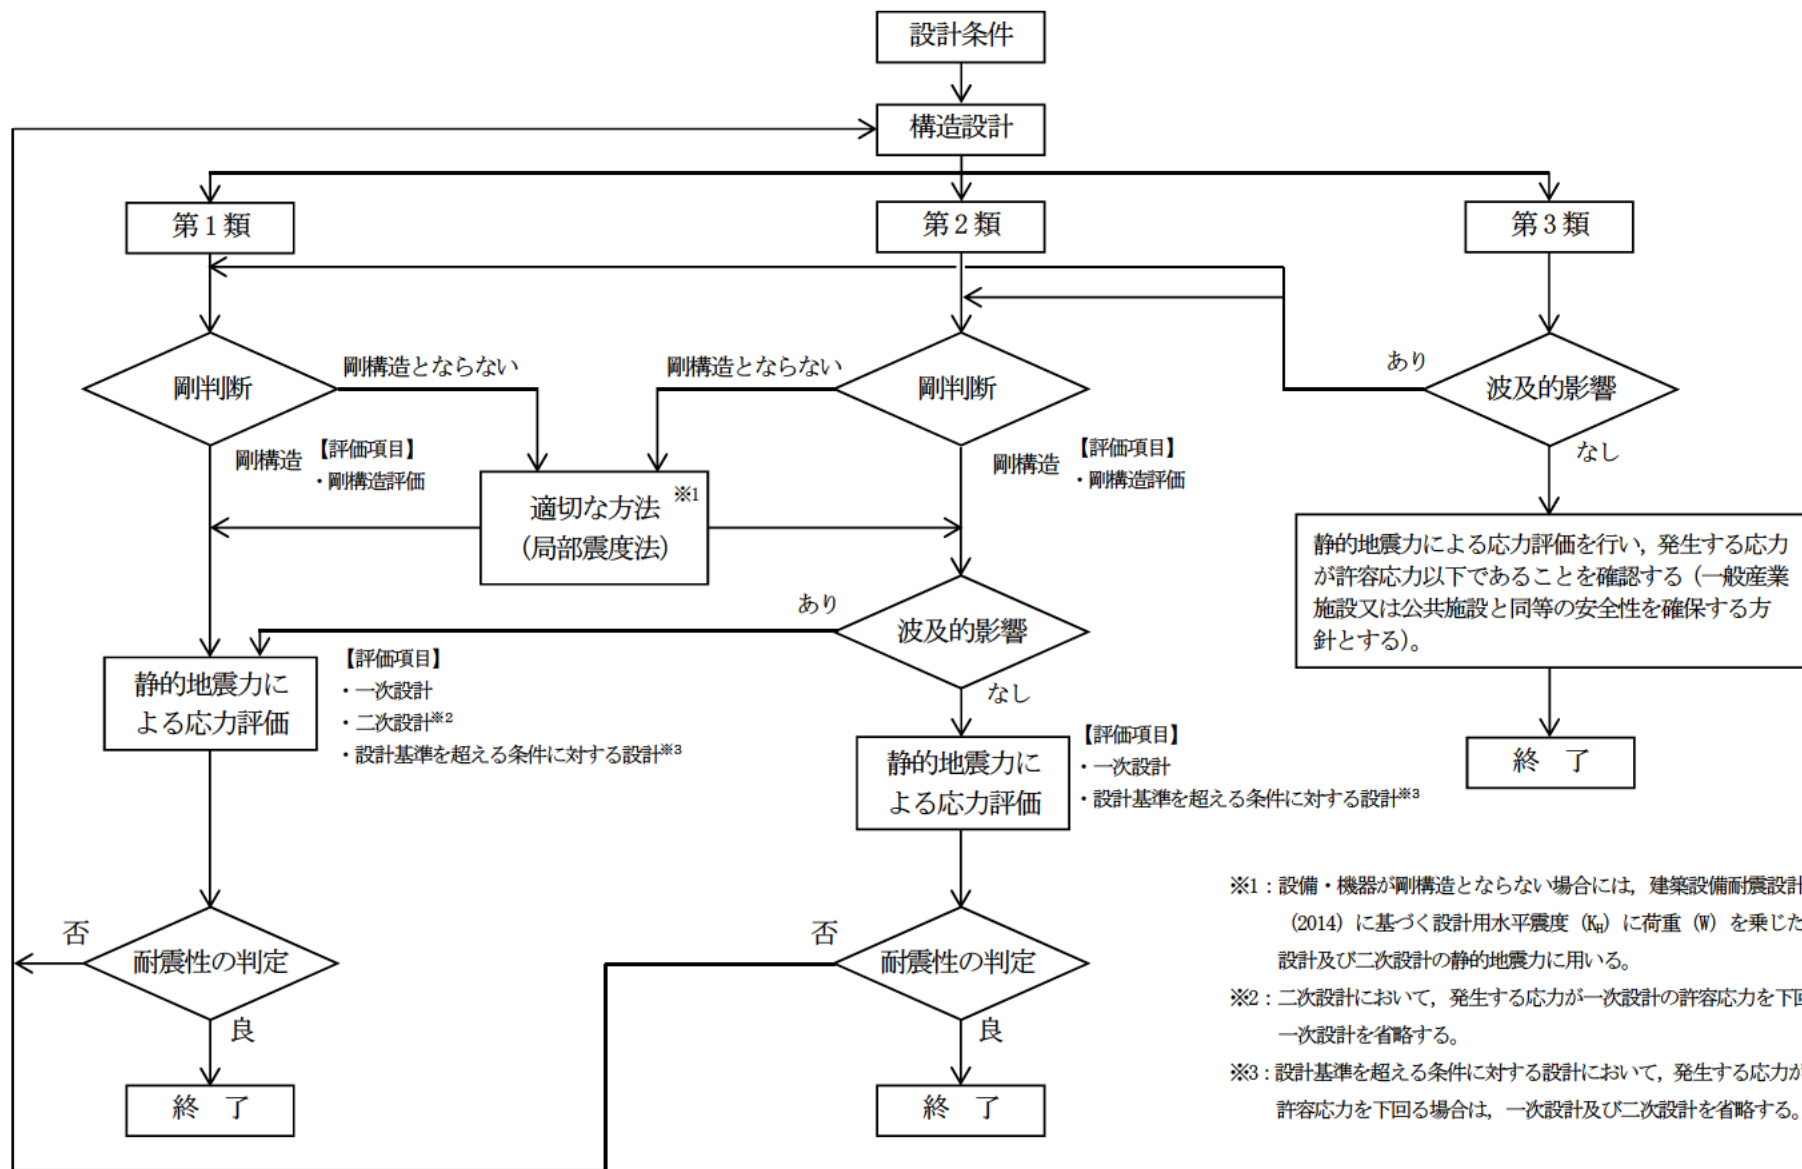 設計条件
構造設計
第1類
第2類
第3類
剛判断
剛構造とならない
剛構造とならない
剛判断
あり
波及的影響
なし
剛構造
【評価項目】
・剛構造評価
剛構造
【評価項目】
・剛構造評価
適切な方法※1
(局部震度法)
静的地震力による応力評価を行い，発生する応力
が許容応力以下であることを確認する（一般産業
施設又は公共施設と同等の安全性を確保する方
針とする）。
あり
波及的影響
なし
静的地震力に
よる応力評価
【評価項目】
・一次設計
・二次設計※2
・設計基準を超える条件に対する設計※3
静的地震力に
よる応力評価
【評価項目】
・一次設計
・設計基準を超える条件に対する設計※3
終　了
否
耐震性の判定
良
終　了
否
耐震性の判定
良
終　了
※1：設備・機器が剛構造とならない場合には，建築設備耐震設計
（2014）に基づく設計用水平震度（KH）に荷重（W）を乗じた
設計及び二次設計の静的地震力に用いる。
※2：二次設計において，発生する応力が一次設計の許容応力を下回
一次設計を省略する。
※3：設計基準を超える条件に対する設計において，発生する応力が
許容応力を下回る場合は，一次設計及び二次設計を省略する。